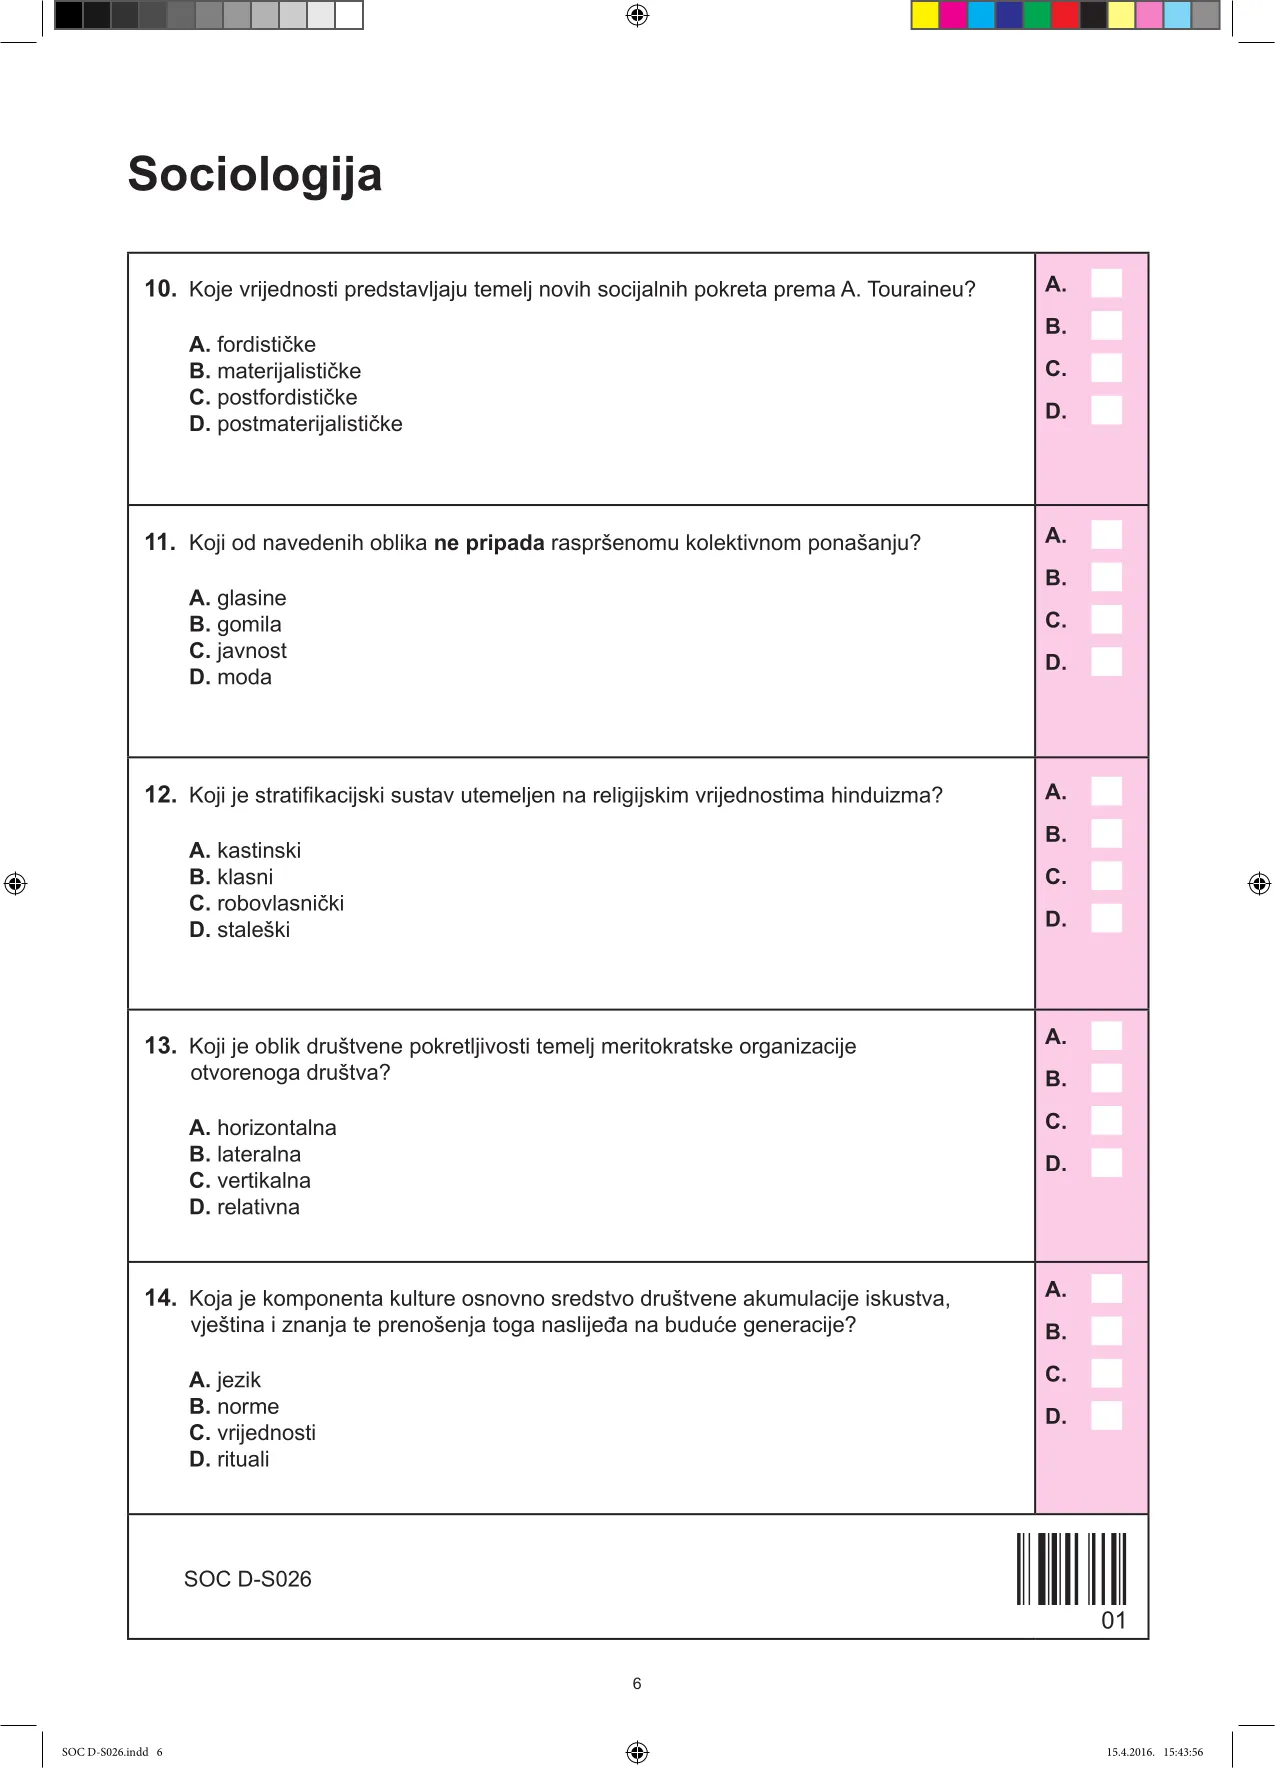 Sociologija
10. Koje vrijednosti predstavljaju temelj novih socijalnih pokreta prema A. Touraineu?
A. fordističke
B. materijalističke
C. postfordističke
D. postmaterijalističke
A.
B.
C.
D.
11. Koji od navedenih oblika ne pripada raspršenomu kolektivnom ponašanju?
A. glasine
B. gomila
C. javnost
D. moda
A.
B.
C.
D.
12. Koji je stratifikacijski sustav utemeljen na religijskim vrijednostima hinduizma?
A. kastinski
B. klasni
C. robovlasnički
D. staleški
A.
B.
C.
D.
13. Koji je oblik društvene pokretljivosti temelj meritokratske organizacije
otvorenoga društva?
A. horizontalna
B. lateralna
C. vertikalna
D. relativna
A.
B.
C.
D.
14. Koja je komponenta kulture osnovno sredstvo društvene akumulacije iskustva,
vještina i znanja te prenošenja toga naslijeđa na buduće generacije?
A. jezik
B. norme
C. vrijednosti
D. rituali
A.
B.
C.
D.
SOC D-S026
01
6
SOC D-S026.indd 6
15.4.2016. 15:43:56